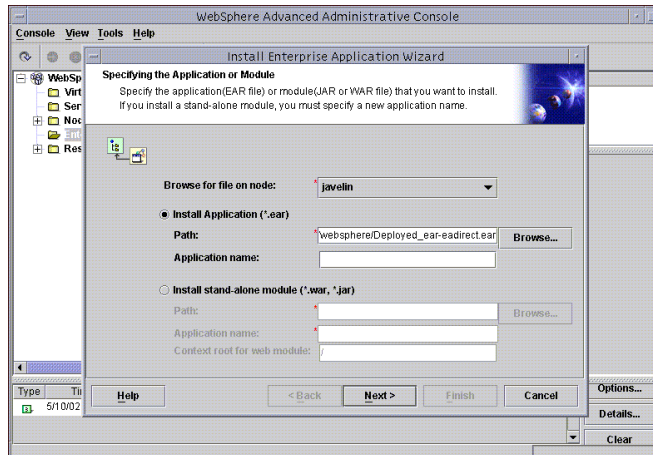 WebSphere Advanced Administrative Console
Console View Tools Help
Install Enterprise Application Wizard
WebSp
Virt
Ser
Noc
Ent
Res
Specifying the Application or Module
Specify the application(EAR file) or module(JAR or WAR file) that you want to install.
If you install a stand-alone module, you must specify a new application name.
Browse for file on node: * javelin
Install Application (*.ear)
Path: * /websphere/Deployed_ear-eadirect.ear Browse...
Application name:
Install stand-alone module (*.war, *.jar)
Path: * Browse...
Application name: *
Context root for web module: /
Help < Back Next > Finish Cancel
Type Ti
5/10/02
Options...
Details...
Clear